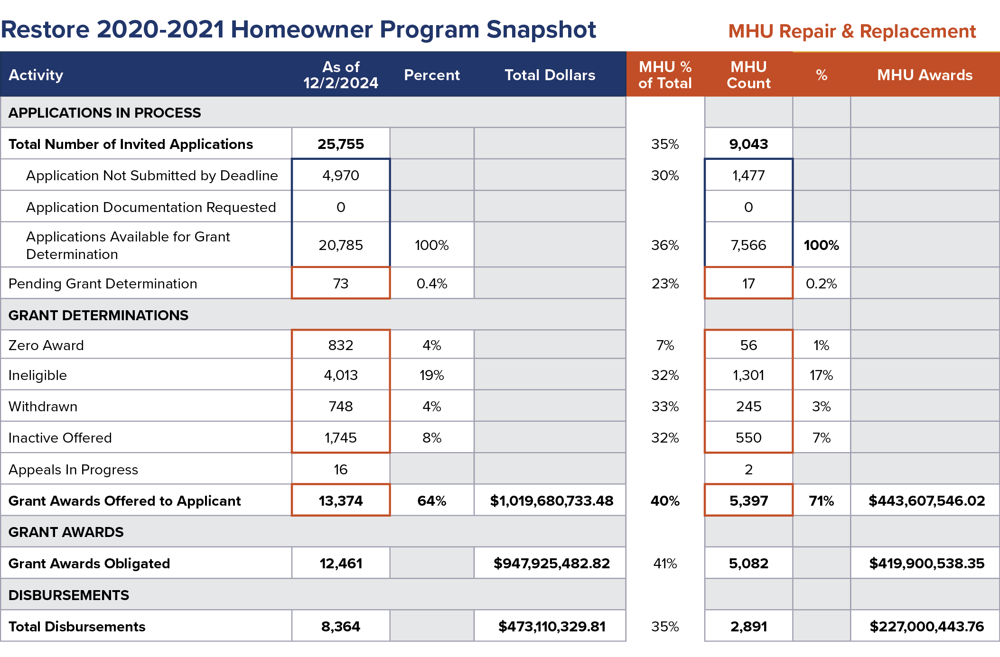 Restore 2020-2021 Homeowner Program Snapshot
MHU Repair & Replacement
Activity
As of
12/2/2024
Percent
Total Dollars
MHU %
of Total
MHU
Count
%
MHU Awards
APPLICATIONS IN PROCESS
Total Number of Invited Applications 25,755 35% 9,043
Application Not Submitted by Deadline 4,970 30% 1,477
Application Documentation Requested 0 0
Applications Available for Grant
Determination
20,785 100% 36% 7,566 100%
Pending Grant Determination 73 0.4% 23% 17 0.2%
GRANT DETERMINATIONS
Zero Award 832 4% 7% 56 1%
Ineligible 4,013 19% 32% 1,301 17%
Withdrawn 748 4% 33% 245 3%
Inactive Offered 1,745 8% 32% 550 7%
Appeals In Progress 16 2
Grant Awards Offered to Applicant 13,374 64% $1,019,680,733.48 40% 5,397 71% $443,607,546.02
GRANT AWARDS
Grant Awards Obligated 12,461 $947,925,482.82 41% 5,082 $419,900,538.35
DISBURSEMENTS
Total Disbursements 8,364 $473,110,329.81 35% 2,891 $227,000,443.76